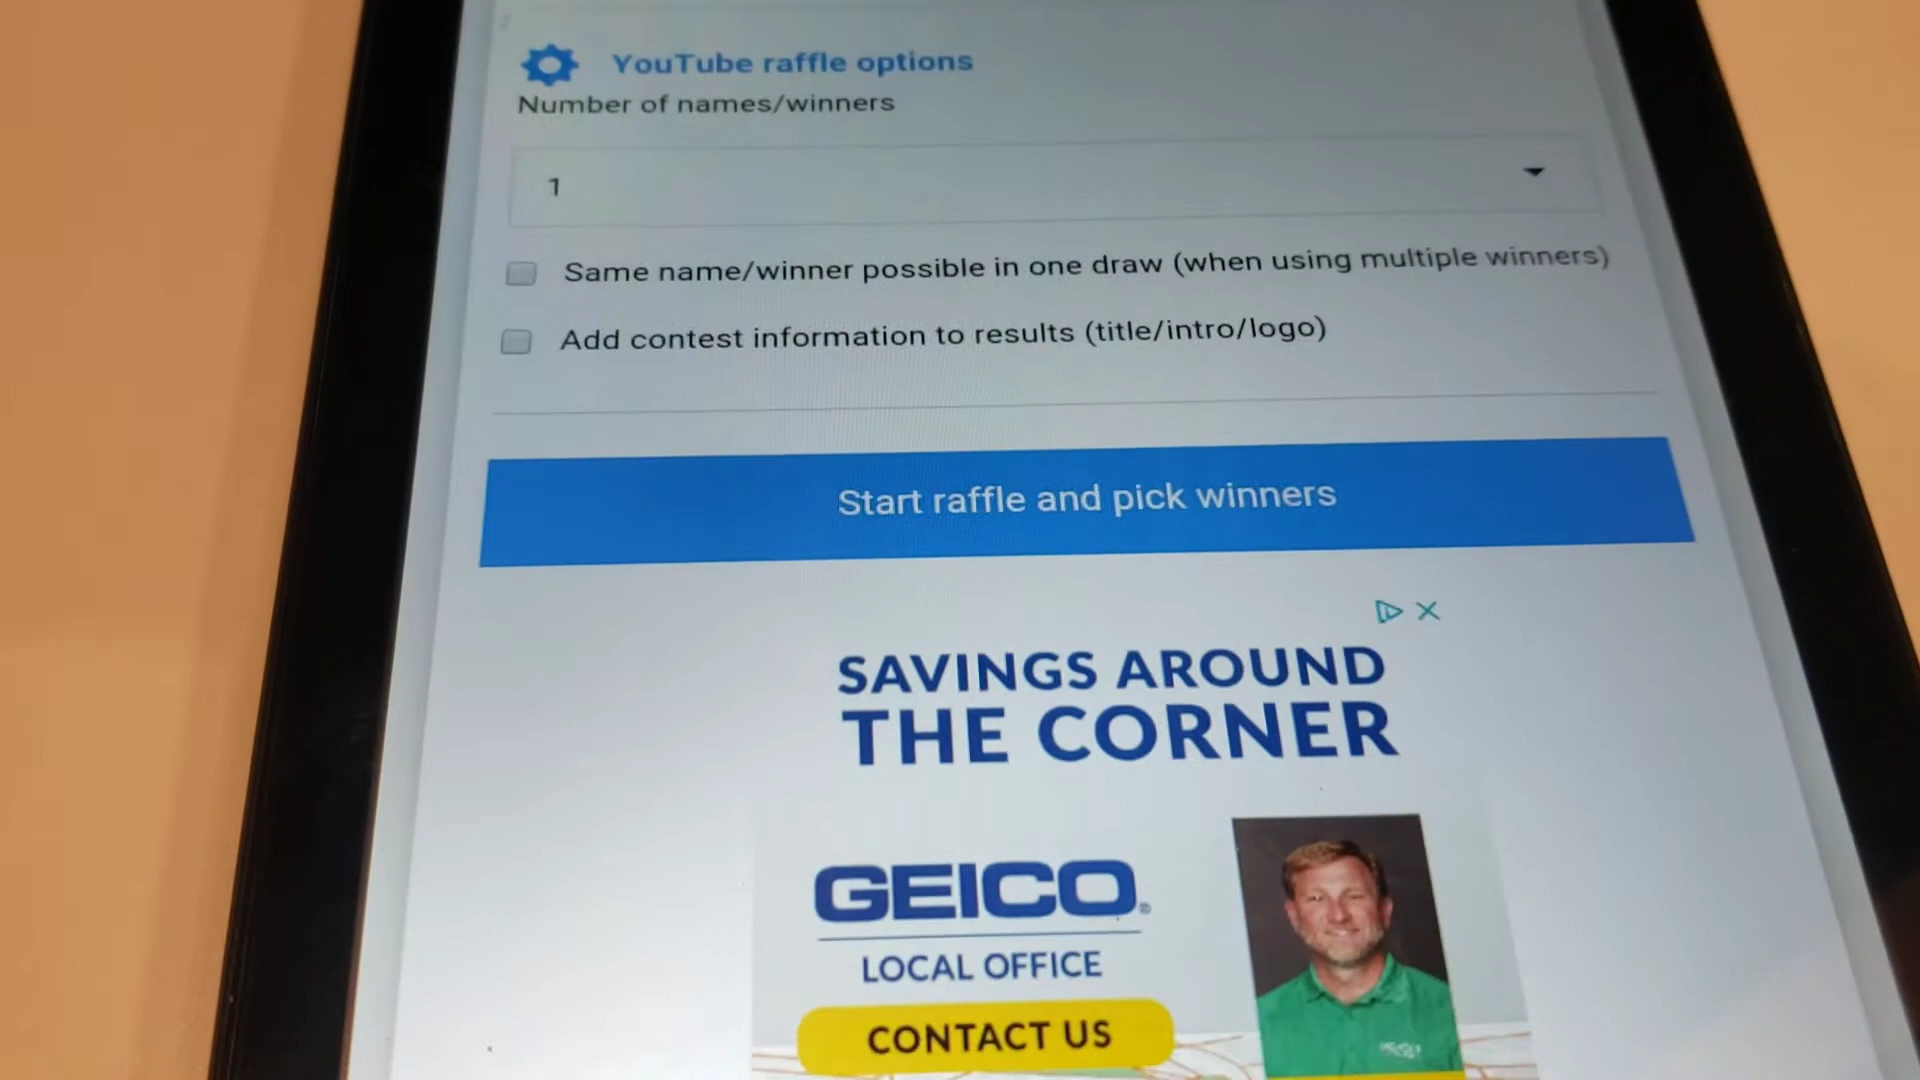 YouTube raffle options
Number of names/winners
1
Same name/winner possible in one draw (when using multiple winners)
Add contest information to results (title/intro/logo)
Start raffle and pick winners
SAVINGS AROUND
THE CORNER
GEICO®
LOCAL OFFICE
CONTACT US